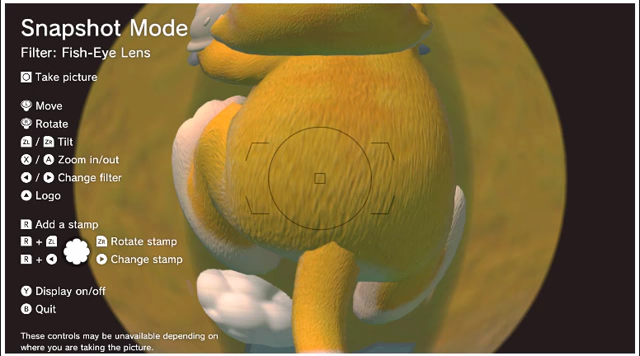 Snapshot Mode
Filter: Fish-Eye Lens
Take picture
Move
Rotate
ZL / ZR Tilt
X / A Zoom in/out
/ Change filter
Logo
R Add a stamp
R + ZL ZR Rotate stamp
R + Change stamp
Y Display on/off
B Quit
These controls may be unavailable depending on
where you are taking the picture.